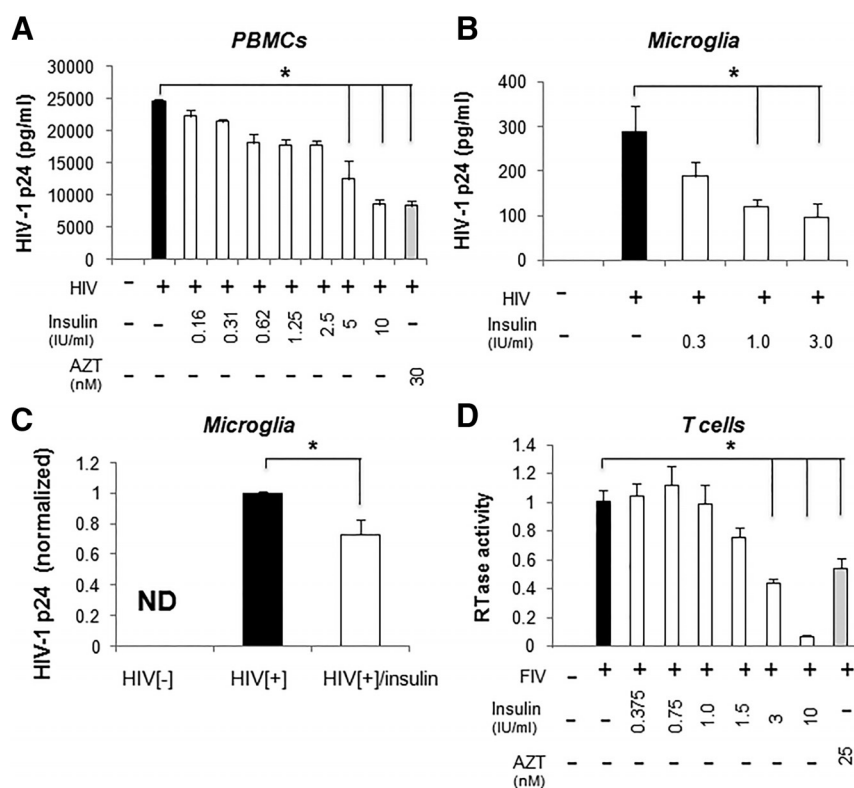 A
PBMCs
HIV-1 p24 (pg/ml)
30000
25000
20000
15000
10000
5000
0
*
HIV - + + + + + + + + +
Insulin (IU/ml) - - 0.16 0.31 0.62 1.25 2.5 5 10 -
AZT (nM) - - - - - - - - - 30
B
Microglia
HIV-1 p24 (pg/ml)
400
300
200
100
0
*
HIV - + + + +
Insulin (IU/ml) - - 0.3 1.0 3.0
C
Microglia
HIV-1 p24 (normalized)
1.2
1
0.8
0.6
0.4
0.2
0
*
ND
HIV[-] HIV[+] HIV[+]/insulin
D
T cells
RTase activity
1.4
1.2
1
0.8
0.6
0.4
0.2
0
*
FIV - + + + + + + + +
Insulin (IU/ml) - - 0.375 0.75 1.0 1.5 3 10 -
AZT (nM) - - - - - - - - 25